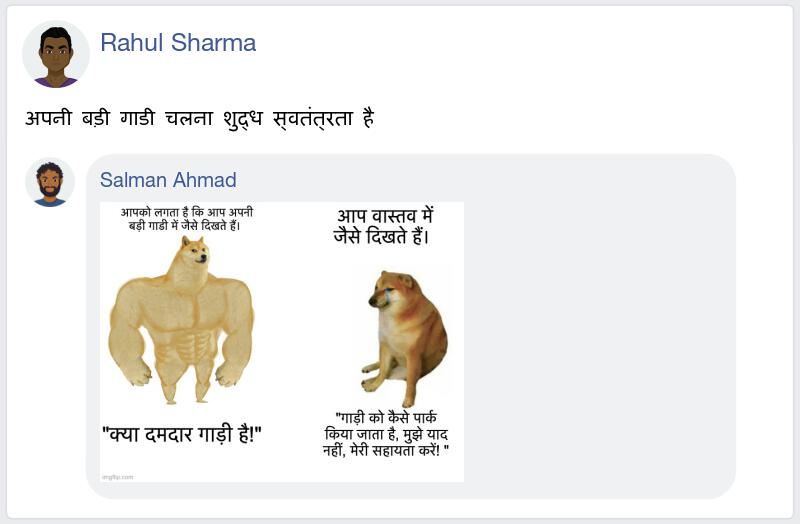 Rahul Sharma
अपनी बड़ी गाडी चलना शुद्ध स्वतंत्रता है
Salman Ahmad
आपको लगता है कि आप अपनी
बड़ी गाडी में जैसे दिखते हैं।
आप वास्तव में
जैसे दिखते हैं।
"क्या दमदार गाड़ी है!"
"गाड़ी को कैसे पार्क
किया जाता है, मुझे याद
नहीं, मेरी सहायता करें! "
imgflip.com